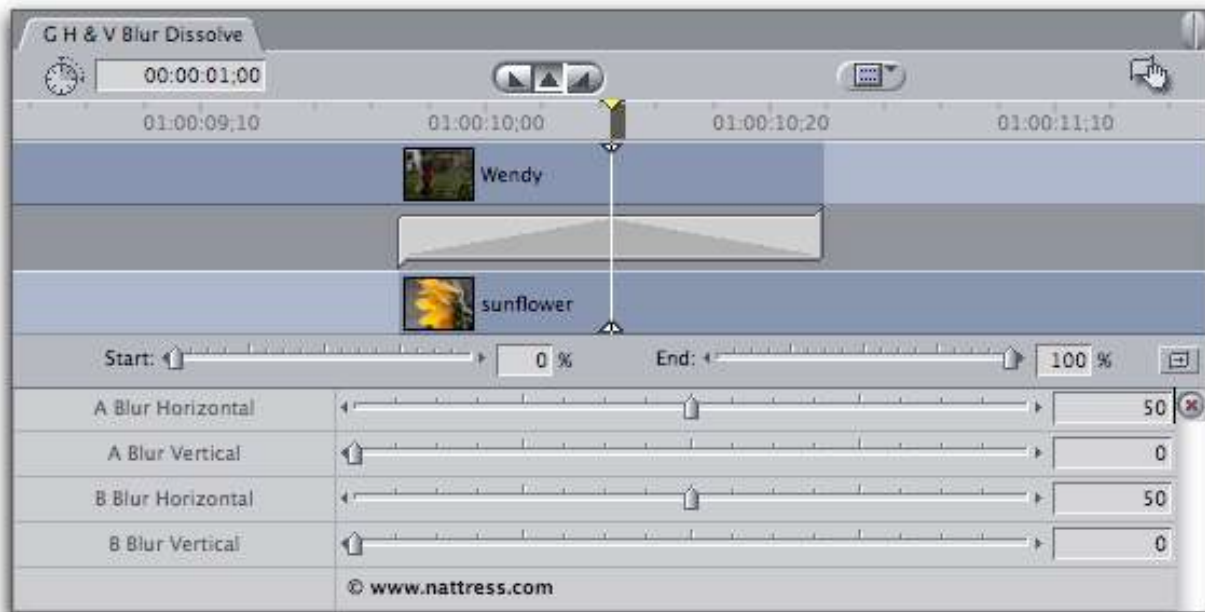 G H & V Blur Dissolve
00:00:01;00
01:00:09;10 01:00:10;00 01:00:10;20 01:00:11;10
Wendy
sunflower
Start: 0 % End: 100 %
A Blur Horizontal 50
A Blur Vertical 0
B Blur Horizontal 50
B Blur Vertical 0
© www.nattress.com